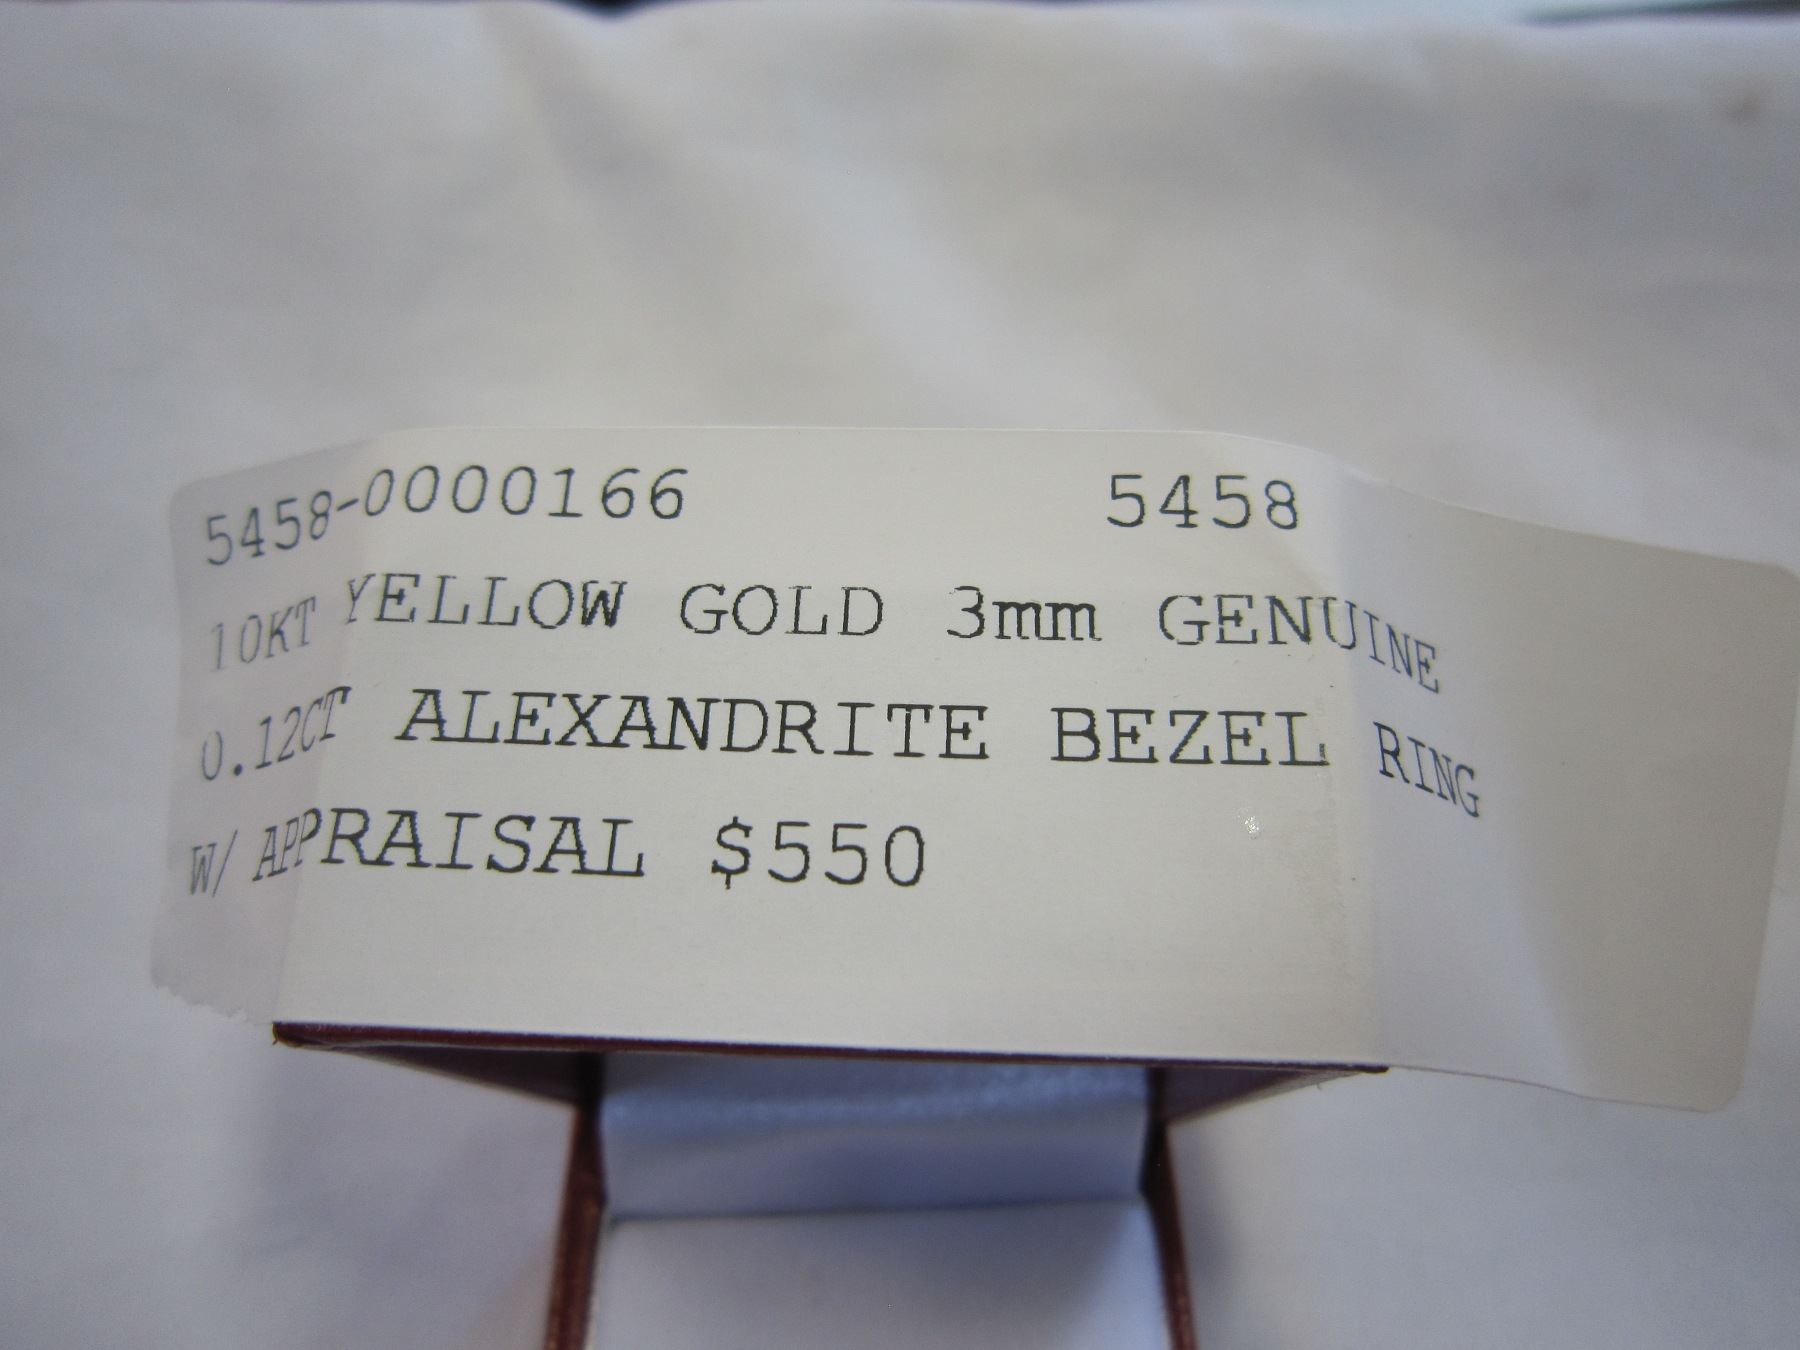 5458-0000166 5458
10KT YELLOW GOLD 3mm GENUINE
0.12CT ALEXANDRITE BEZEL RING
W/ APPRAISAL $550